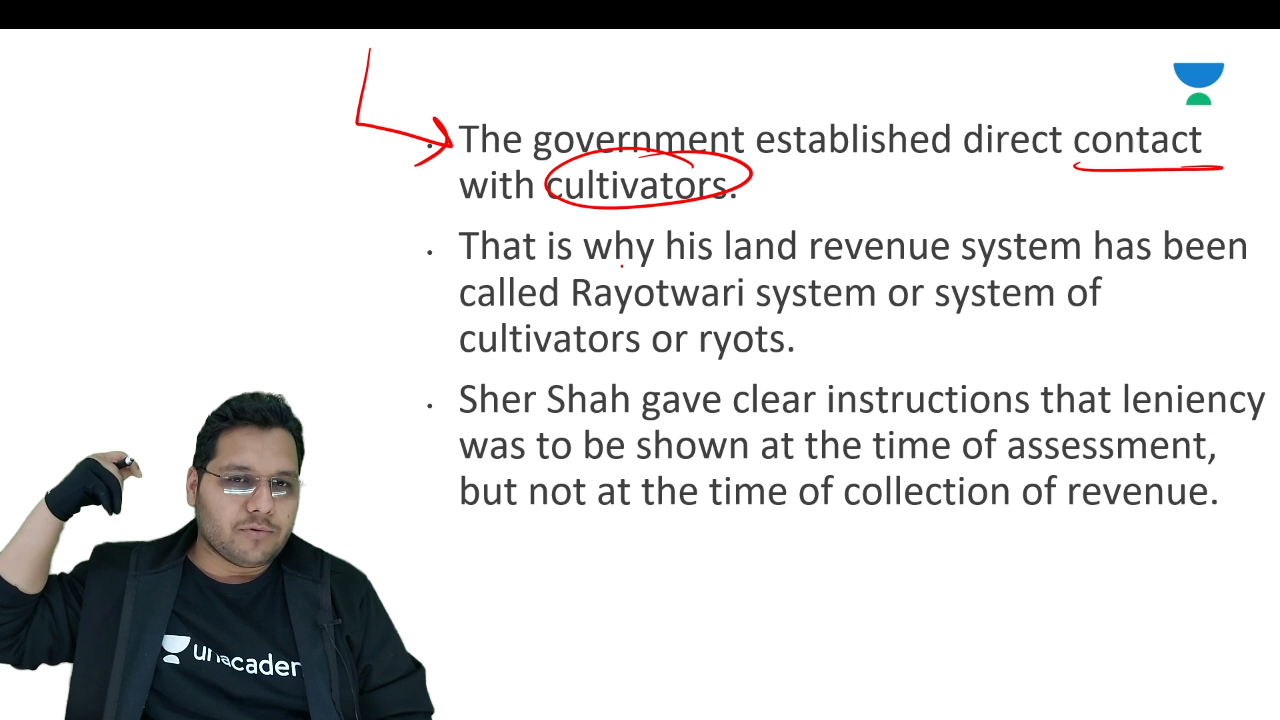 The government established direct contact
with cultivators.
That is why his land revenue system has been
called Rayotwari system or system of
cultivators or ryots.
Sher Shah gave clear instructions that leniency
was to be shown at the time of assessment,
but not at the time of collection of revenue.
unacader